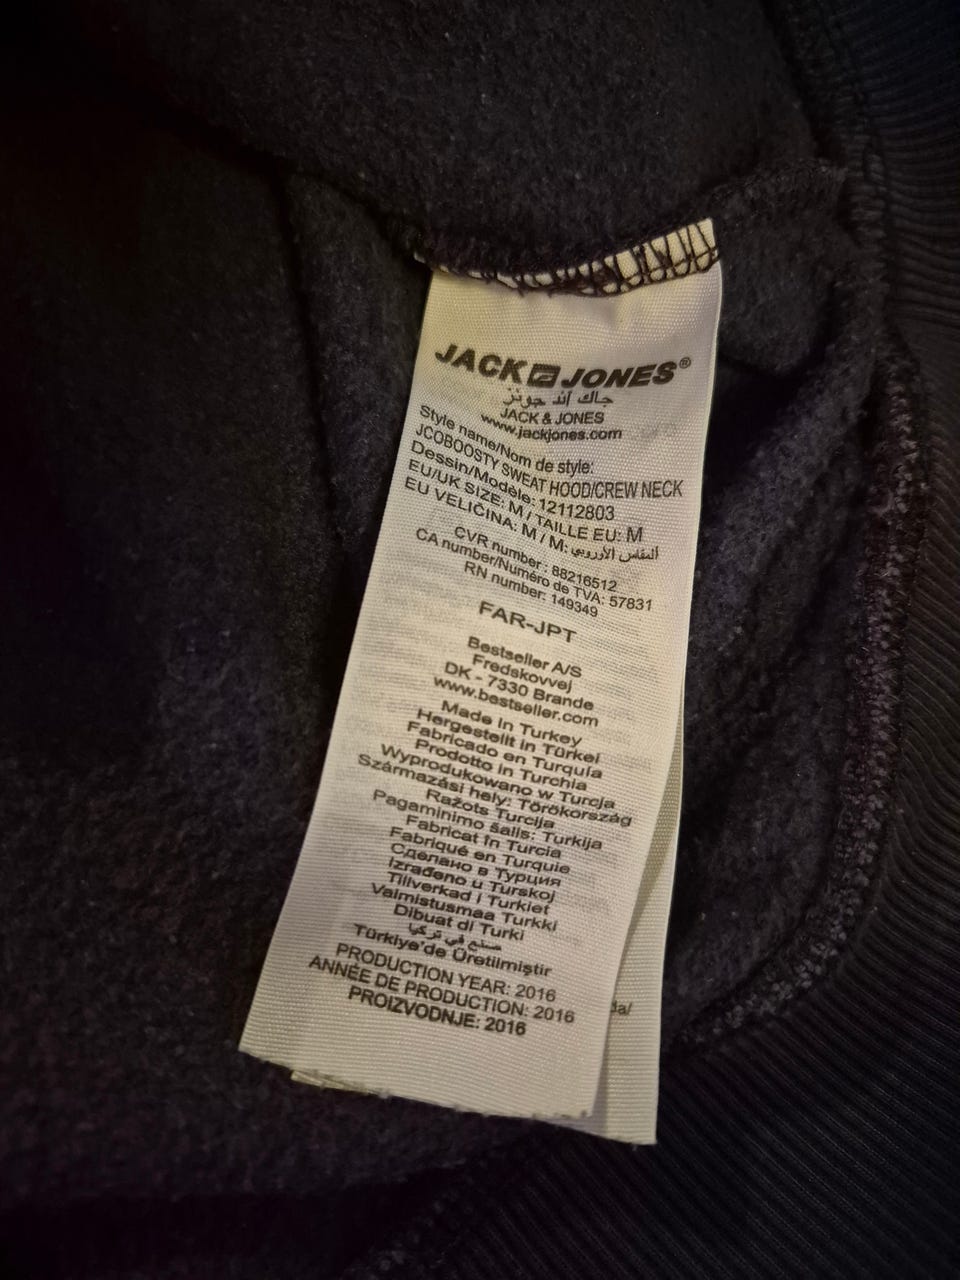 JACK & JONES®
جاك أند جونز
JACK & JONES
www.jackjones.com
Style name/Nom de style:
JCOBOOSTY SWEAT HOOD/CREW NECK
Dessin/Modèle: 12112803
EU/UK SIZE: M / TAILLE EU: M
EU VELIČINA: M / M: المقاس الأوروبي
CVR number : 88216512
CA number/Numéro de TVA: 57831
RN number: 149349
FAR-JPT
Bestseller A/S
Fredskovvej
DK - 7330 Brande
www.bestseller.com
Made in Turkey
Hergestellt in Türkei
Fabricado en Turquía
Prodotto in Turchia
Wyprodukowano w Turcja
Származási hely: Törökország
Ražots Turcija
Pagaminimo šalis: Turkija
Fabricat în Turcia
Fabriqué en Turquie
Сделано в Турция
Izrađeno u Turskoj
Tillverkad i Turkiet
Valmistusmaa Turkki
Dibuat di Turki
صنع في تركيا
Türkiye'de Üretilmiştir
PRODUCTION YEAR: 2016
ANNÉE DE PRODUCTION: 2016
PROIZVODNJE: 2016
da/